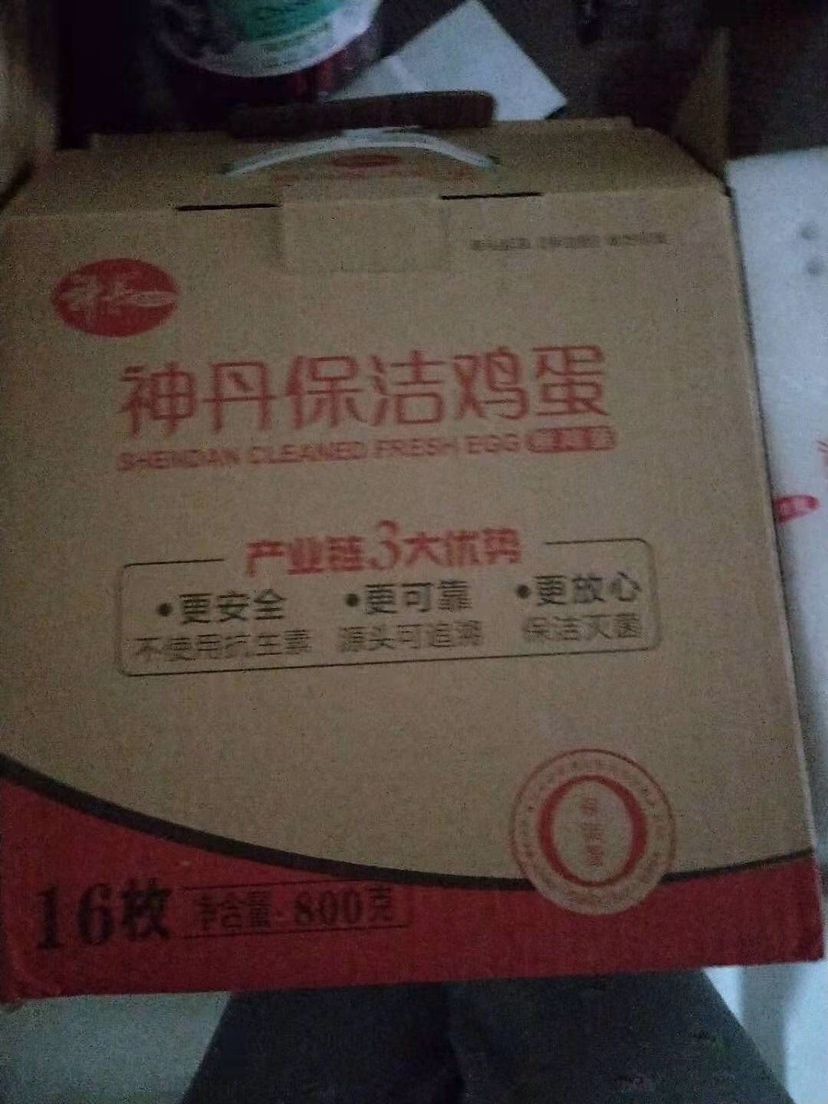 神丹
神丹保洁鸡蛋
SHENDAN CLEANED FRESH EGG
产业链3大优势
•更安全 •更可靠 •更放心
不使用抗生素 源头可追溯 保洁灭菌
16枚 净含量:800克